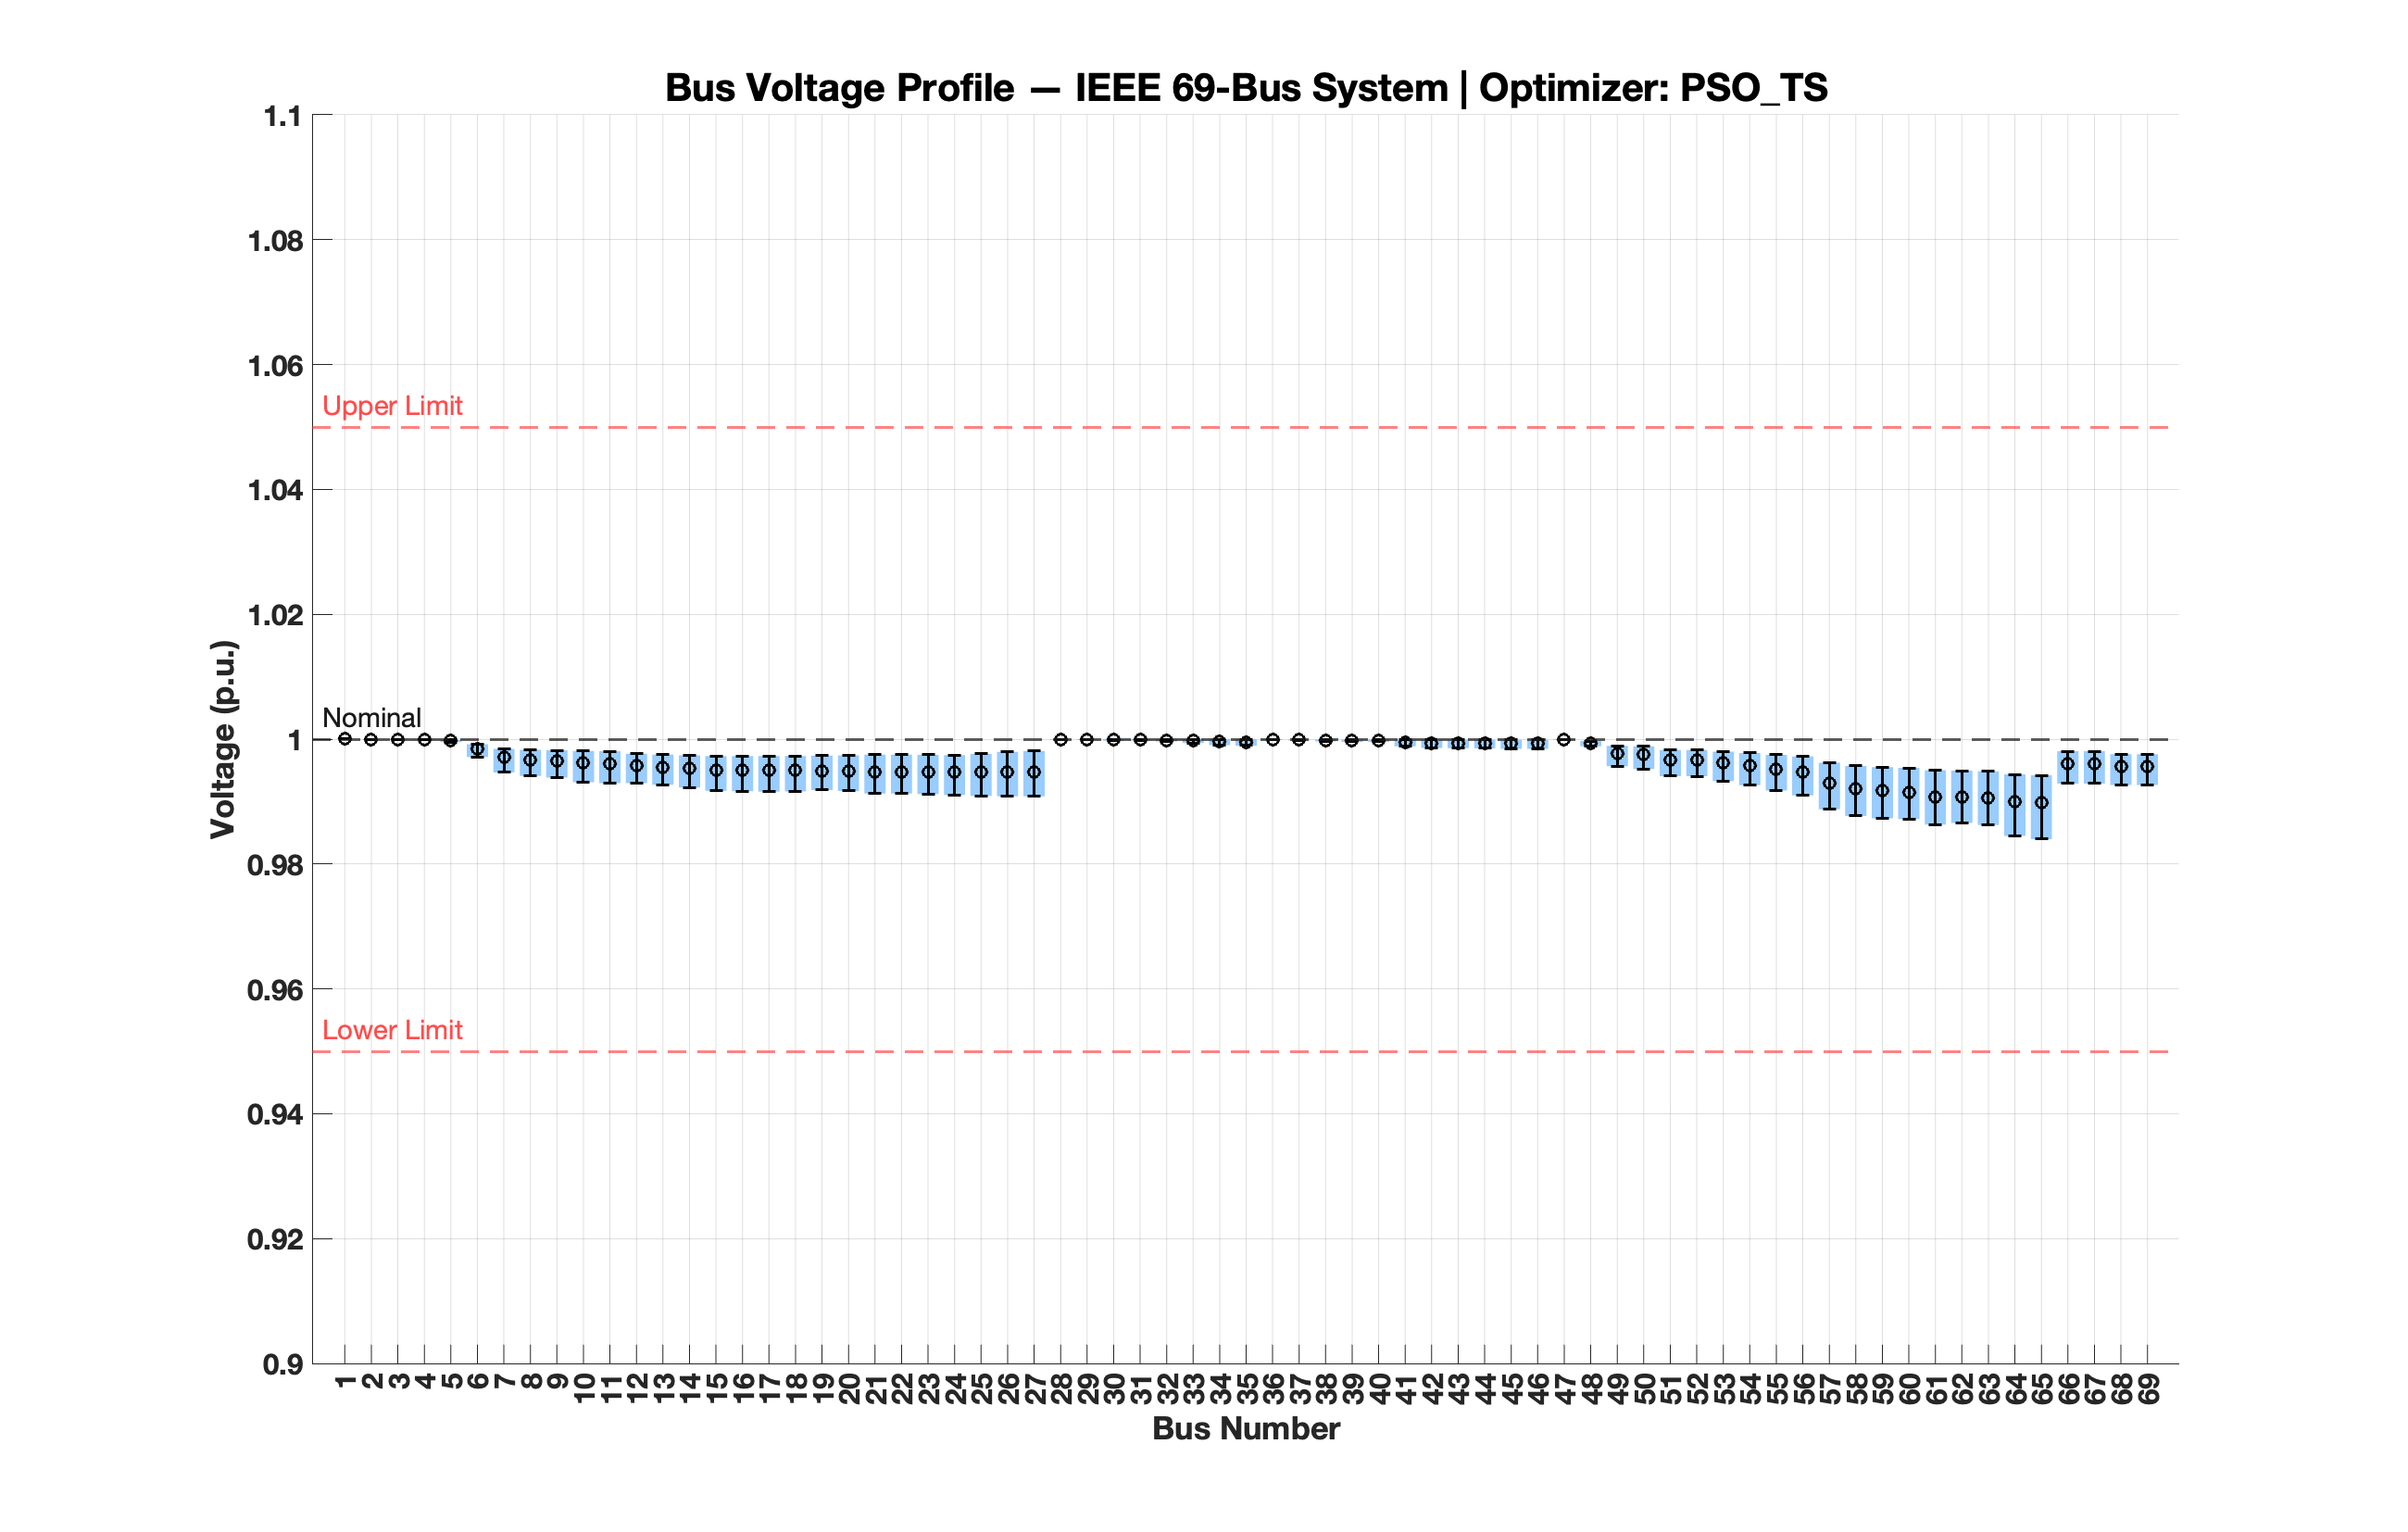 Bus Voltage Profile — IEEE 69-Bus System | Optimizer: PSO_TS
1.1
1.08
1.06
Upper Limit
1.04
1.02
Nominal
1
0.98
0.96
Lower Limit
0.94
0.92
0.9
Voltage (p.u.)
1 2 3 4 5 6 7 8 9 10 11 12 13 14 15 16 17 18 19 20 21 22 23 24 25 26 27 28 29 30 31 32 33 34 35 36 37 38 39 40 41 42 43 44 45 46 47 48 49 50 51 52 53 54 55 56 57 58 59 60 61 62 63 64 65 66 67 68 69
Bus Number